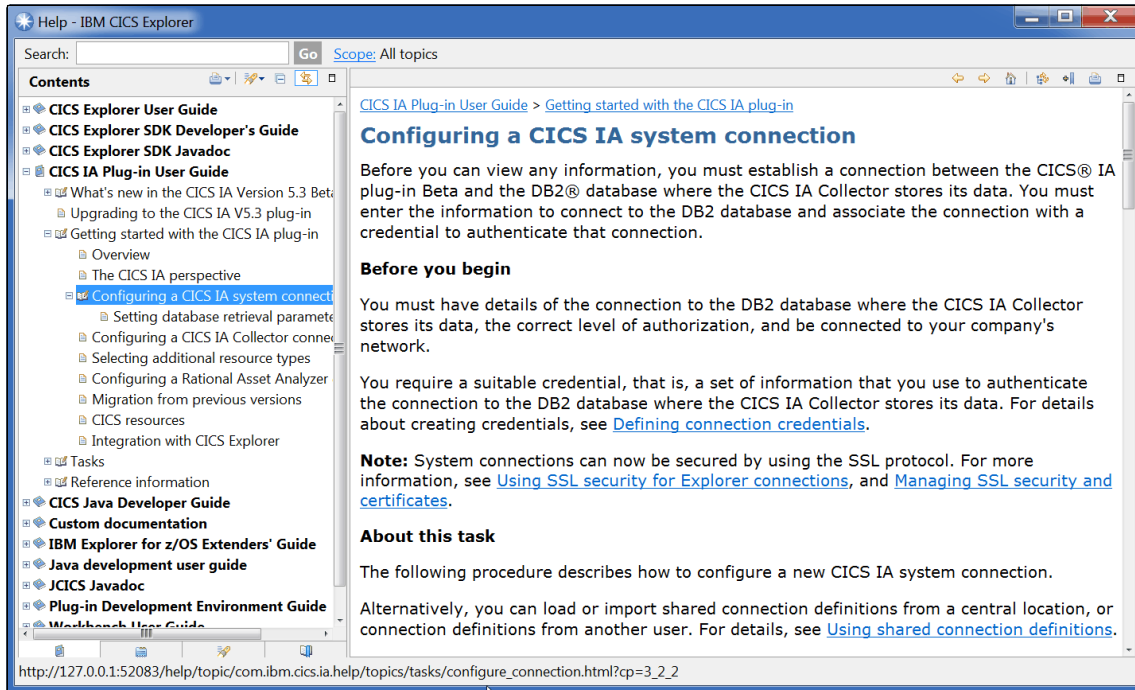 Help - IBM CICS Explorer
Search:
Go
Scope: All topics
Contents
CICS Explorer User Guide
CICS Explorer SDK Developer's Guide
CICS Explorer SDK Javadoc
CICS IA Plug-in User Guide
What's new in the CICS IA Version 5.3 Beta
Upgrading to the CICS IA V5.3 plug-in
Getting started with the CICS IA plug-in
Overview
The CICS IA perspective
Configuring a CICS IA system connecti
Setting database retrieval paramete
Configuring a CICS IA Collector connec
Selecting additional resource types
Configuring a Rational Asset Analyzer
Migration from previous versions
CICS resources
Integration with CICS Explorer
Tasks
Reference information
CICS Java Developer Guide
Custom documentation
IBM Explorer for z/OS Extenders' Guide
Java development user guide
JCICS Javadoc
Plug-in Development Environment Guide
Workbench User Guide
CICS IA Plug-in User Guide > Getting started with the CICS IA plug-in
Configuring a CICS IA system connection
Before you can view any information, you must establish a connection between the CICS® IA
plug-in Beta and the DB2® database where the CICS IA Collector stores its data. You must
enter the information to connect to the DB2 database and associate the connection with a
credential to authenticate that connection.
Before you begin
You must have details of the connection to the DB2 database where the CICS IA Collector
stores its data, the correct level of authorization, and be connected to your company's
network.
You require a suitable credential, that is, a set of information that you use to authenticate
the connection to the DB2 database where the CICS IA Collector stores its data. For details
about creating credentials, see Defining connection credentials.
Note: System connections can now be secured by using the SSL protocol. For more
information, see Using SSL security for Explorer connections, and Managing SSL security and
certificates.
About this task
The following procedure describes how to configure a new CICS IA system connection.
Alternatively, you can load or import shared connection definitions from a central location, or
connection definitions from another user. For details, see Using shared connection definitions.
http://127.0.0.1:52083/help/topic/com.ibm.cics.ia.help/topics/tasks/configure_connection.html?cp=3_2_2